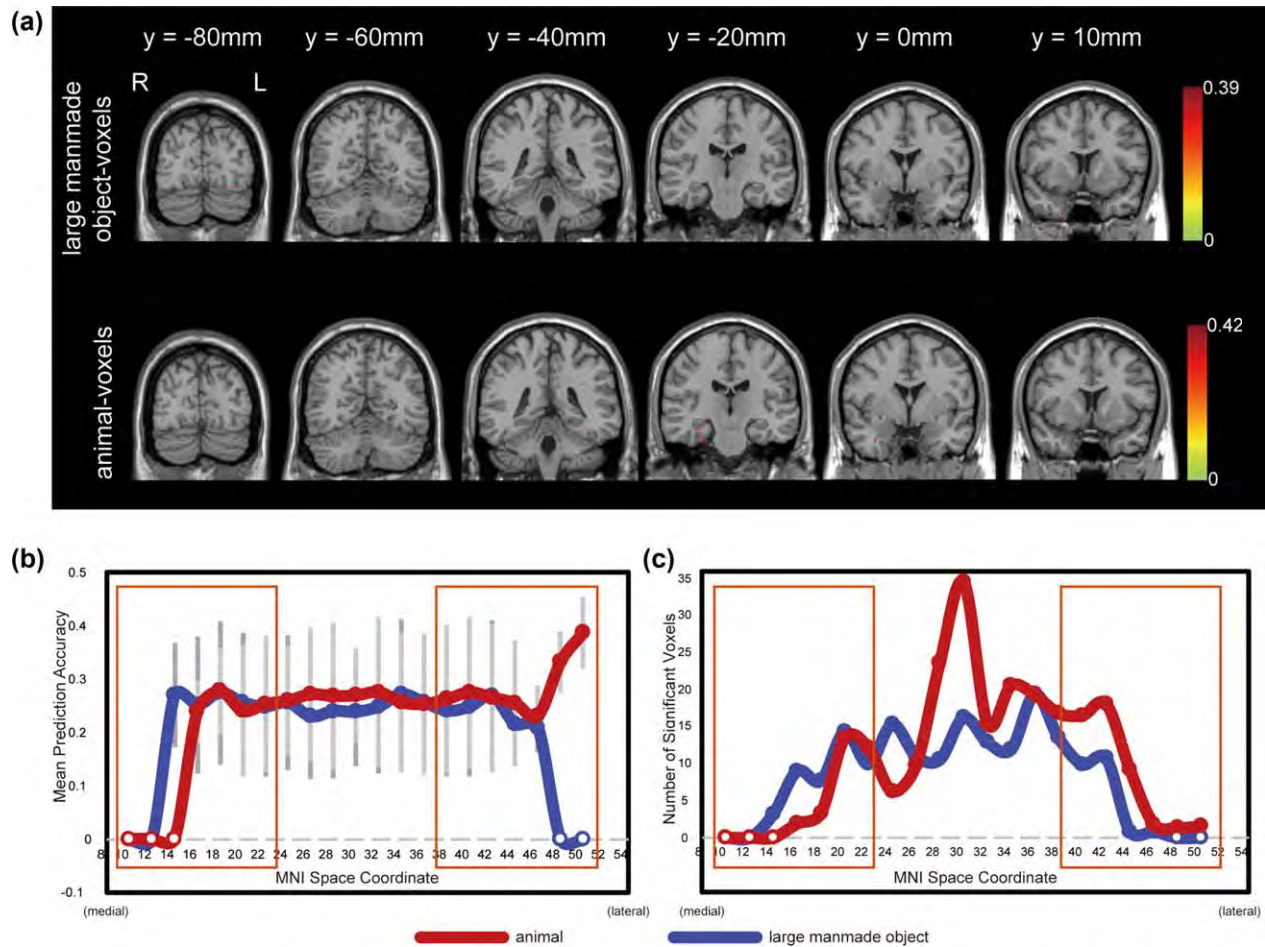 (a)
y = -80mm y = -60mm y = -40mm y = -20mm y = 0mm y = 10mm
R L
large manmade
object-voxels
0.39
0
animal-voxels
0.42
0
(b)
0.5
0.4
0.3
0.2
0.1
0
-0.1
Mean Prediction Accuracy
8 10 12 14 16 18 20 22 24 26 28 30 32 34 36 38 40 42 44 46 48 50 52 54
MNI Space Coordinate
(medial) (lateral)
(c)
35
30
25
20
15
10
5
0
Number of Significant Voxels
8 10 12 14 16 18 20 22 24 26 28 30 32 34 36 38 40 42 44 46 48 50 52 54
MNI Space Coordinate
(medial) (lateral)
animal large manmade object